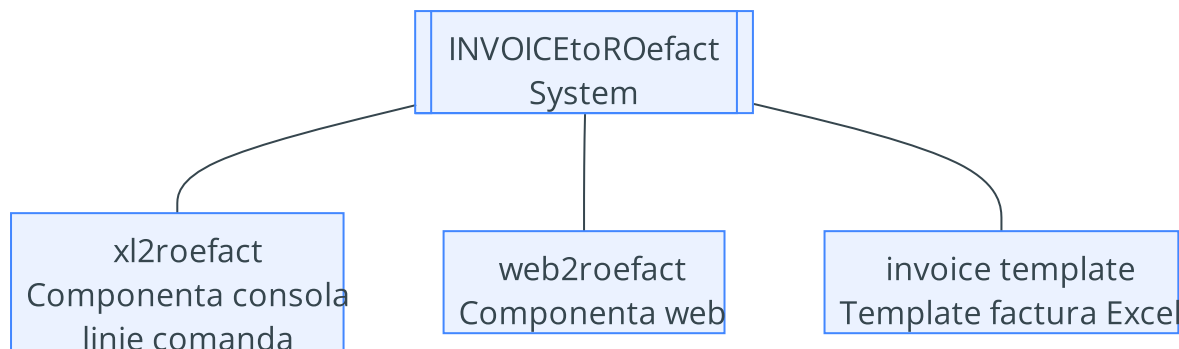 INVOICEtoROefact
System
xl2roefact
Componenta consola
linie comanda
web2roefact
Componenta web
invoice template
Template factura Excel